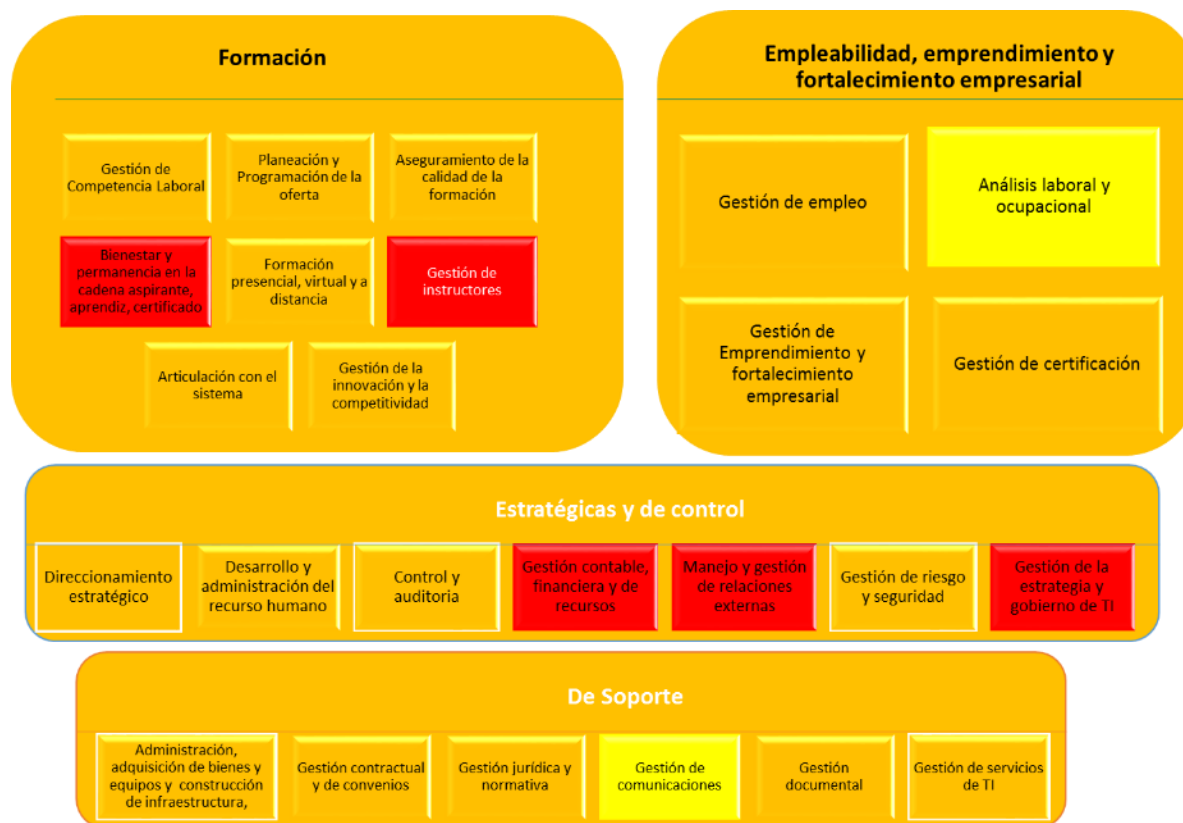 Formación
Gestión de
Competencia Laboral
Planeación y
Programación de la
oferta
Aseguramiento de la
calidad de la
formación
Bienestar y
permanencia en la
cadena aspirante,
aprendiz, certificado
Formación
presencial, virtual y a
distancia
Gestión de
instructores
Articulación con el
sistema
Gestión de la
innovación y la
competitividad
Empleabilidad, emprendimiento y
fortalecimiento empresarial
Gestión de empleo
Análisis laboral y
ocupacional
Gestión de
Emprendimiento y
fortalecimiento
empresarial
Gestión de certificación
Estratégicas y de control
Direccionamiento
estratégico
Desarrollo y
administración del
recurso humano
Control y
auditoria
Gestión contable,
financiera y de
recursos
Manejo y gestión
de relaciones
externas
Gestión de riesgo
y seguridad
Gestión de la
estrategia y
gobierno de TI
De Soporte
Administración,
adquisición de bienes y
equipos y construcción
de infraestructura,
Gestión contractual
y de convenios
Gestión jurídica y
normativa
Gestión de
comunicaciones
Gestión
documental
Gestión de servicios
de TI